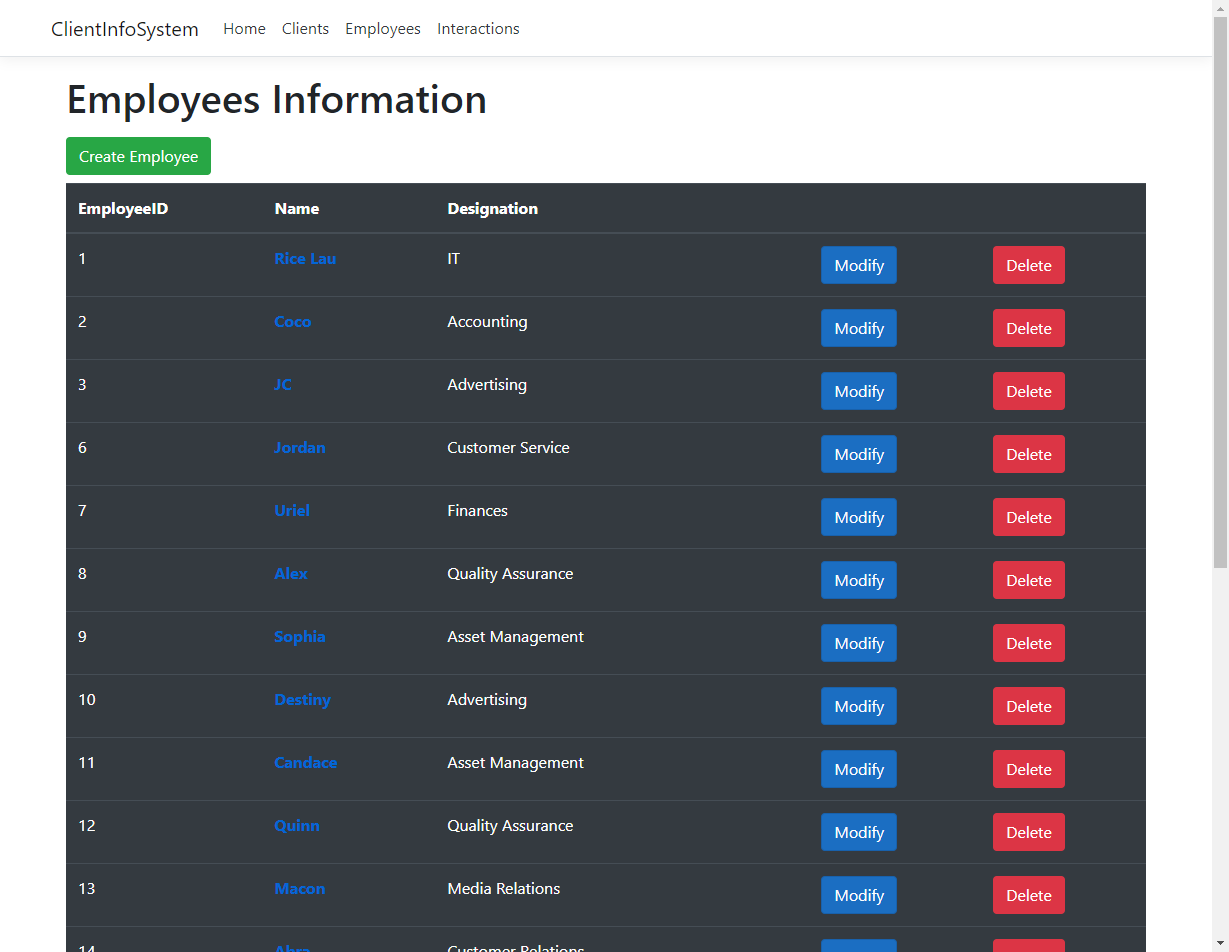 ClientInfoSystem Home Clients Employees Interactions
Employees Information
Create Employee
EmployeeID Name Designation
1 Rice Lau IT Modify Delete
2 Coco Accounting Modify Delete
3 JC Advertising Modify Delete
6 Jordan Customer Service Modify Delete
7 Uriel Finances Modify Delete
8 Alex Quality Assurance Modify Delete
9 Sophia Asset Management Modify Delete
10 Destiny Advertising Modify Delete
11 Candace Asset Management Modify Delete
12 Quinn Quality Assurance Modify Delete
13 Macon Media Relations Modify Delete
14 Abra Customer Relations